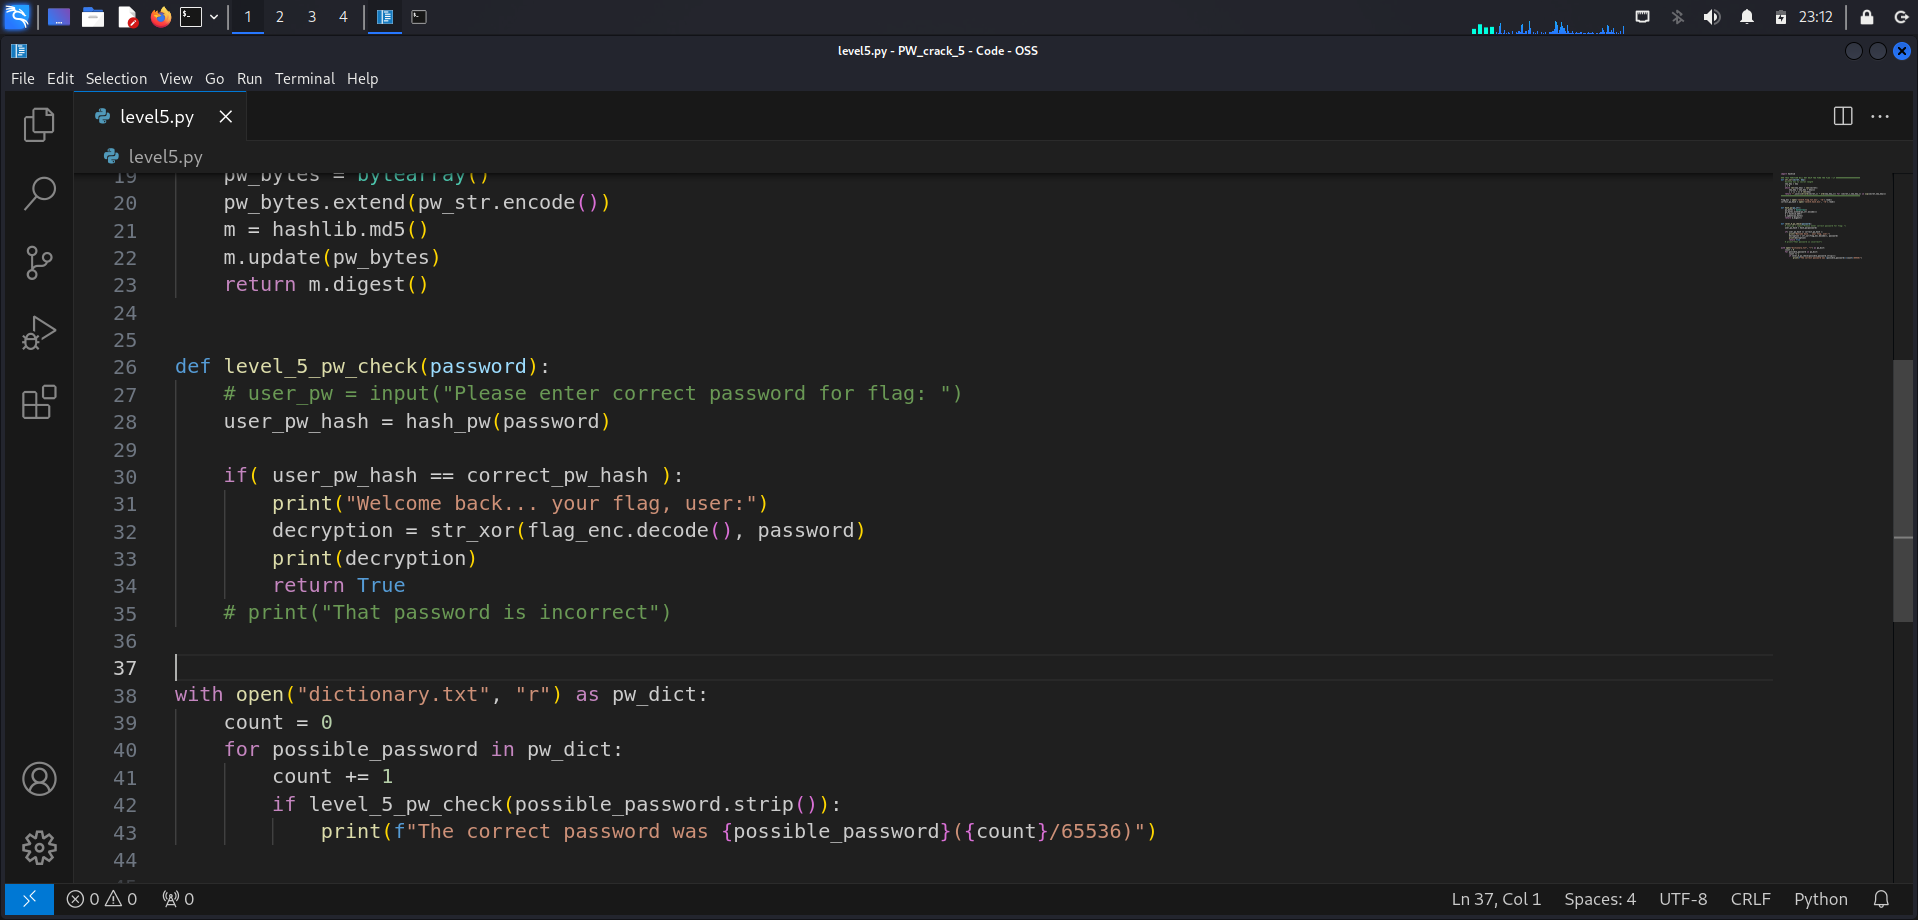 1 2 3 4 23:12
level5.py - PW_crack_5 - Code - OSS
File Edit Selection View Go Run Terminal Help
level5.py
level5.py
19 pw_bytes = bytearray()
20 pw_bytes.extend(pw_str.encode())
21 m = hashlib.md5()
22 m.update(pw_bytes)
23 return m.digest()
24
25
26 def level_5_pw_check(password):
27 # user_pw = input("Please enter correct password for flag: ")
28 user_pw_hash = hash_pw(password)
29
30 if( user_pw_hash == correct_pw_hash ):
31 print("Welcome back... your flag, user:")
32 decryption = str_xor(flag_enc.decode(), password)
33 print(decryption)
34 return True
35 # print("That password is incorrect")
36
37
38 with open("dictionary.txt", "r") as pw_dict:
39 count = 0
40 for possible_password in pw_dict:
41 count += 1
42 if level_5_pw_check(possible_password.strip()):
43 print(f"The correct password was {possible_password}({count}/65536)")
44
0 0 0 Ln 37, Col 1 Spaces: 4 UTF-8 CRLF Python